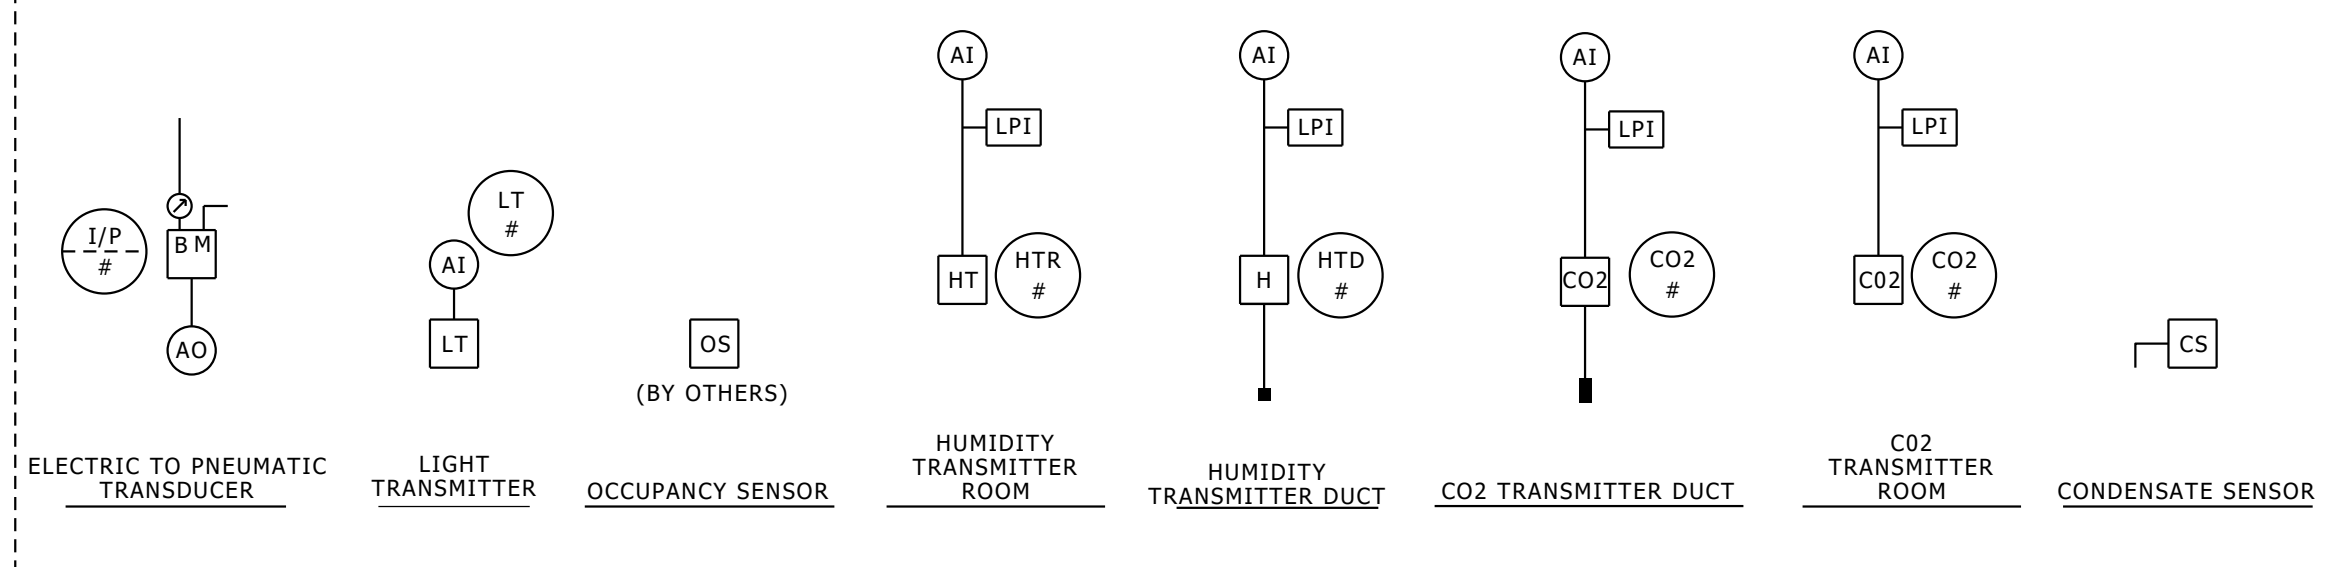 I/P
#
B M
AO
ELECTRIC TO PNEUMATIC
TRANSDUCER
LT
#
AI
LT
LIGHT
TRANSMITTER
OS
(BY OTHERS)
OCCUPANCY SENSOR
AI
LPI
HT
HTR
#
HUMIDITY
TRANSMITTER
ROOM
AI
LPI
H
HTD
#
HUMIDITY
TRANSMITTER DUCT
AI
LPI
CO2
CO2
#
CO2 TRANSMITTER DUCT
AI
LPI
C02
CO2
#
C02
TRANSMITTER
ROOM
CS
CONDENSATE SENSOR